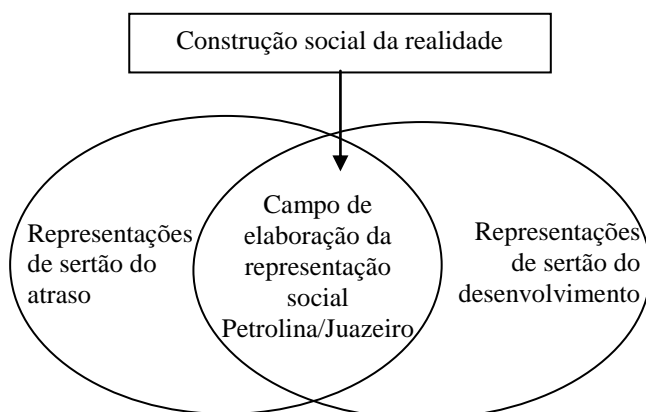 Construção social da realidade
Representações
de sertão do
atraso
Campo de
elaboração da
representação
social
Petrolina/Juazeiro
Representações
de sertão do
desenvolvimento